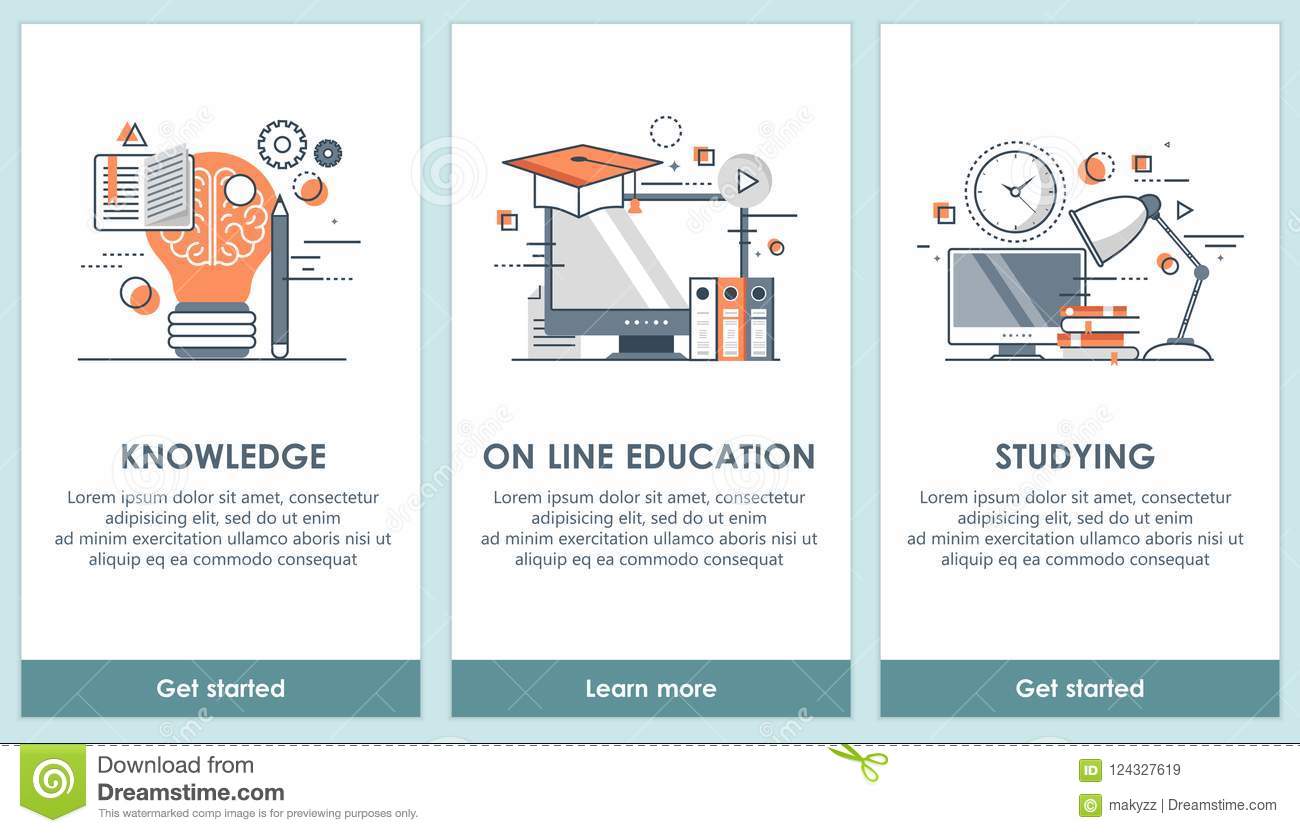 KNOWLEDGE
Lorem ipsum dolor sit amet, consectetur
adipisicing elit, sed do ut enim
ad minim exercitation ullamco aboris nisi ut
aliquip eq ea commodo consequat
Get started
ON LINE EDUCATION
Lorem ipsum dolor sit amet, consectetur
adipisicing elit, sed do ut enim
ad minim exercitation ullamco aboris nisi ut
aliquip eq ea commodo consequat
Learn more
STUDYING
Lorem ipsum dolor sit amet, consectetur
adipisicing elit, sed do ut enim
ad minim exercitation ullamco aboris nisi ut
aliquip eq ea commodo consequat
Get started
Download from
Dreamstime.com
This watermarked comp image is for previewing purposes only.
ID 124327619
© makyzz | Dreamstime.com